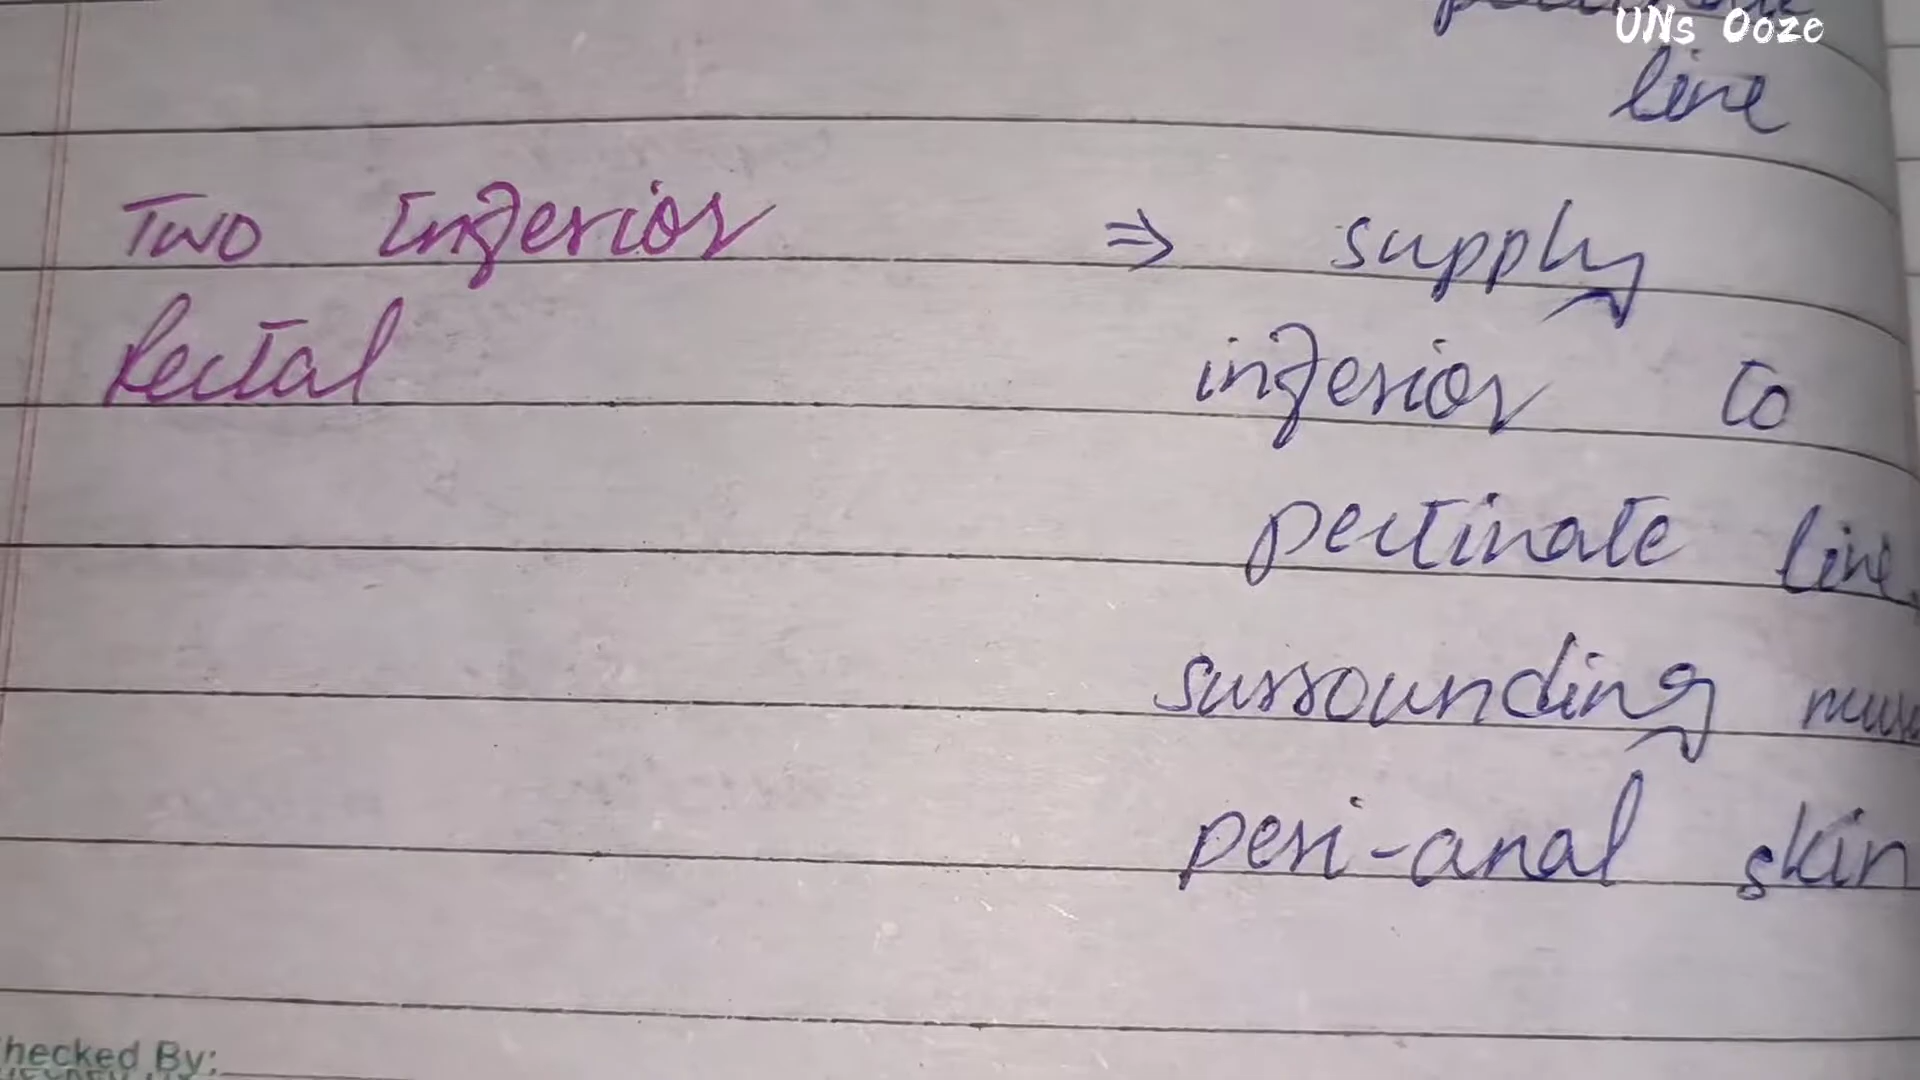 UNs Ooze
line
Two Inferior ⇒ supply
Rectal inferior to
pectinate line,
surrounding
peri-anal skin
hecked By: